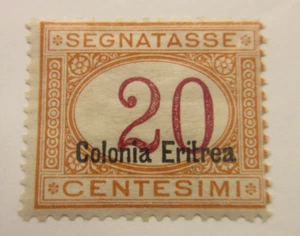 SEGNATASSE
20
Colonia Eritrea
CENTESIMI